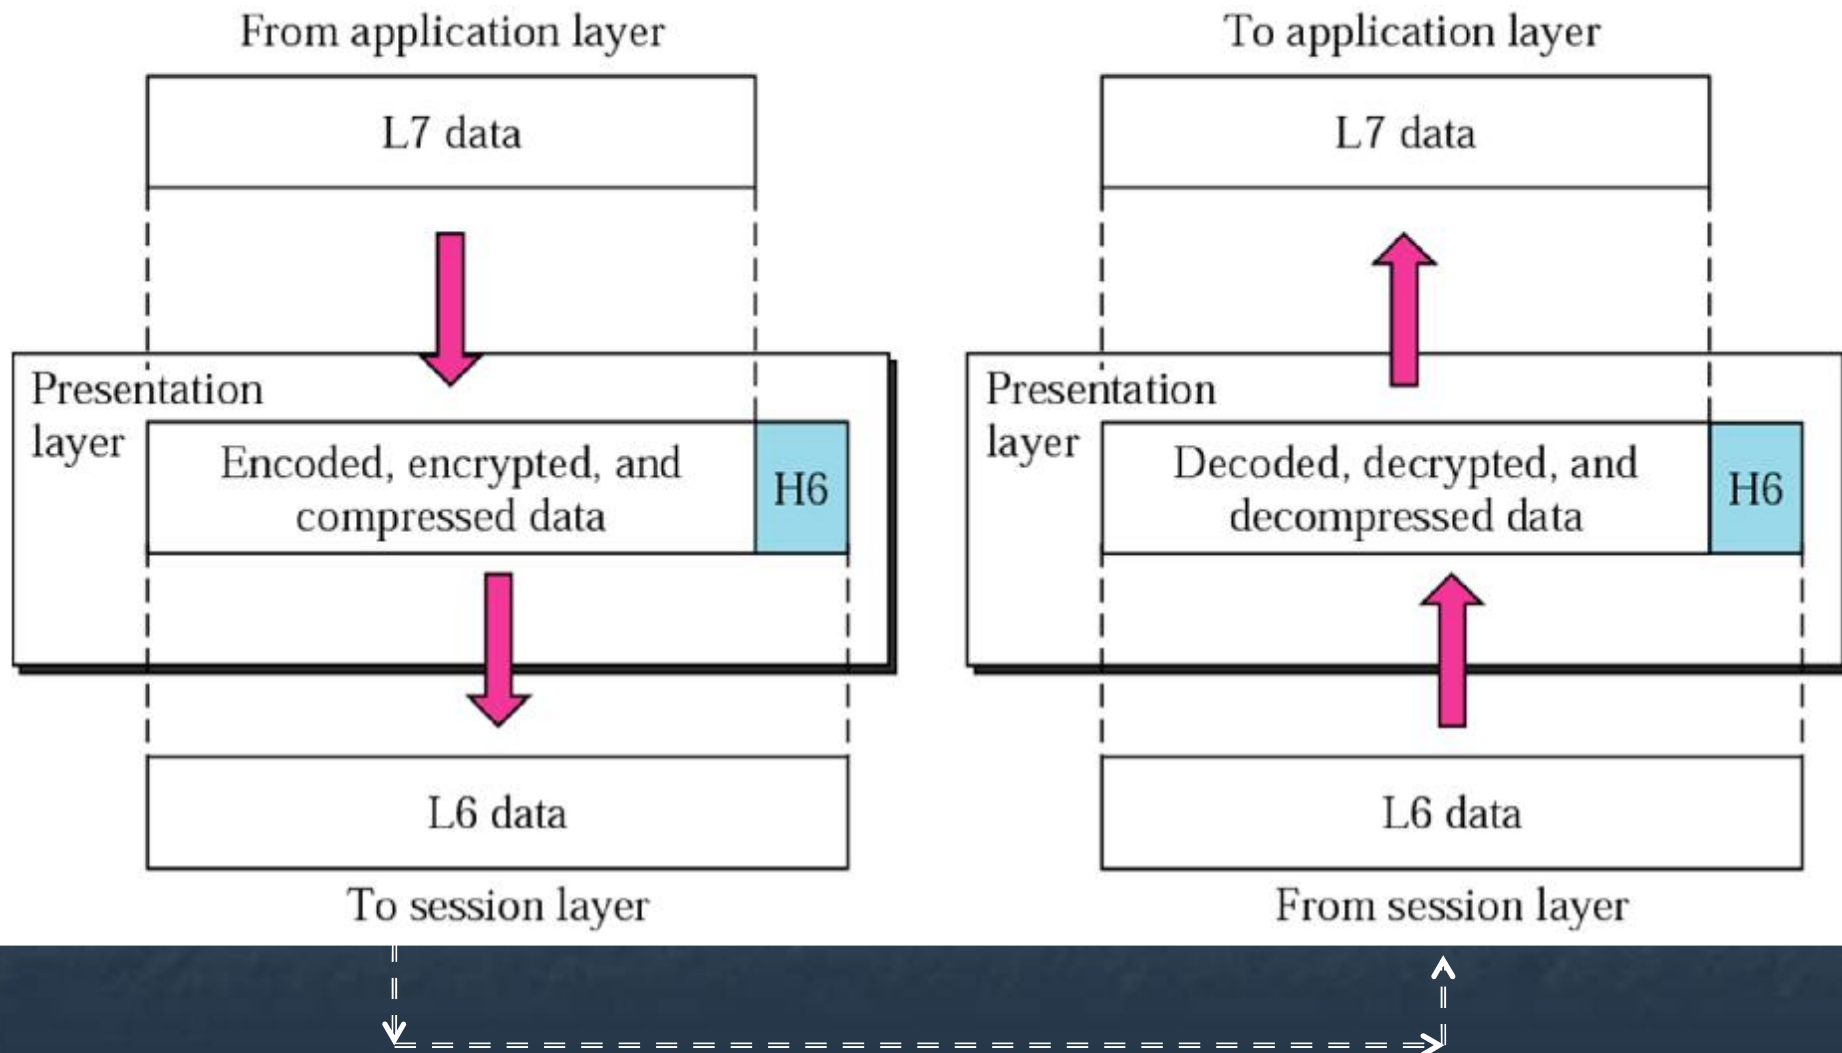 From application layer
L7 data
Presentation
layer
Encoded, encrypted, and
compressed data
H6
L6 data
To session layer
To application layer
L7 data
Presentation
layer
Decoded, decrypted, and
decompressed data
H6
L6 data
From session layer